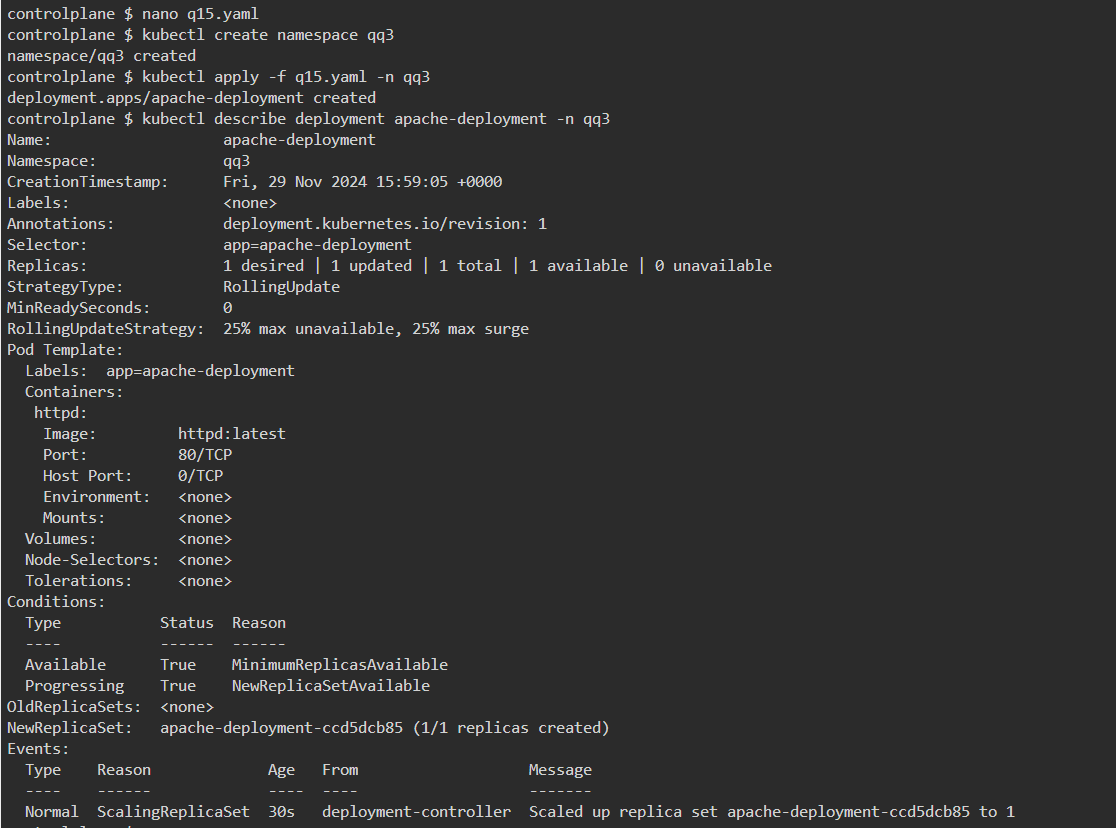 controlplane $ nano q15.yaml
controlplane $ kubectl create namespace qq3
namespace/qq3 created
controlplane $ kubectl apply -f q15.yaml -n qq3
deployment.apps/apache-deployment created
controlplane $ kubectl describe deployment apache-deployment -n qq3
Name:                   apache-deployment
Namespace:              qq3
CreationTimestamp:      Fri, 29 Nov 2024 15:59:05 +0000
Labels:                 <none>
Annotations:            deployment.kubernetes.io/revision: 1
Selector:               app=apache-deployment
Replicas:               1 desired | 1 updated | 1 total | 1 available | 0 unavailable
StrategyType:           RollingUpdate
MinReadySeconds:        0
RollingUpdateStrategy:  25% max unavailable, 25% max surge
Pod Template:
  Labels:  app=apache-deployment
  Containers:
   httpd:
    Image:         httpd:latest
    Port:          80/TCP
    Host Port:     0/TCP
    Environment:   <none>
    Mounts:        <none>
  Volumes:         <none>
  Node-Selectors:  <none>
  Tolerations:     <none>
Conditions:
  Type           Status  Reason
  ----           ------  ------
  Available      True    MinimumReplicasAvailable
  Progressing    True    NewReplicaSetAvailable
OldReplicaSets:  <none>
NewReplicaSet:   apache-deployment-ccd5dcb85 (1/1 replicas created)
Events:
  Type    Reason             Age   From                   Message
  ----    ------             ----  ----                   -------
  Normal  ScalingReplicaSet  30s   deployment-controller  Scaled up replica set apache-deployment-ccd5dcb85 to 1